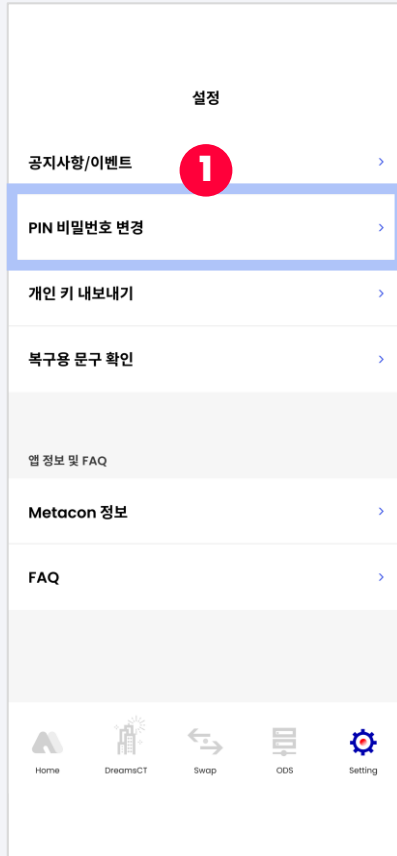 설정
공지사항/이벤트
1
PIN 비밀번호 변경
개인 키 내보내기
복구용 문구 확인
앱 정보 및 FAQ
Metacon 정보
FAQ
Home DreamsCT Swap ODS Setting